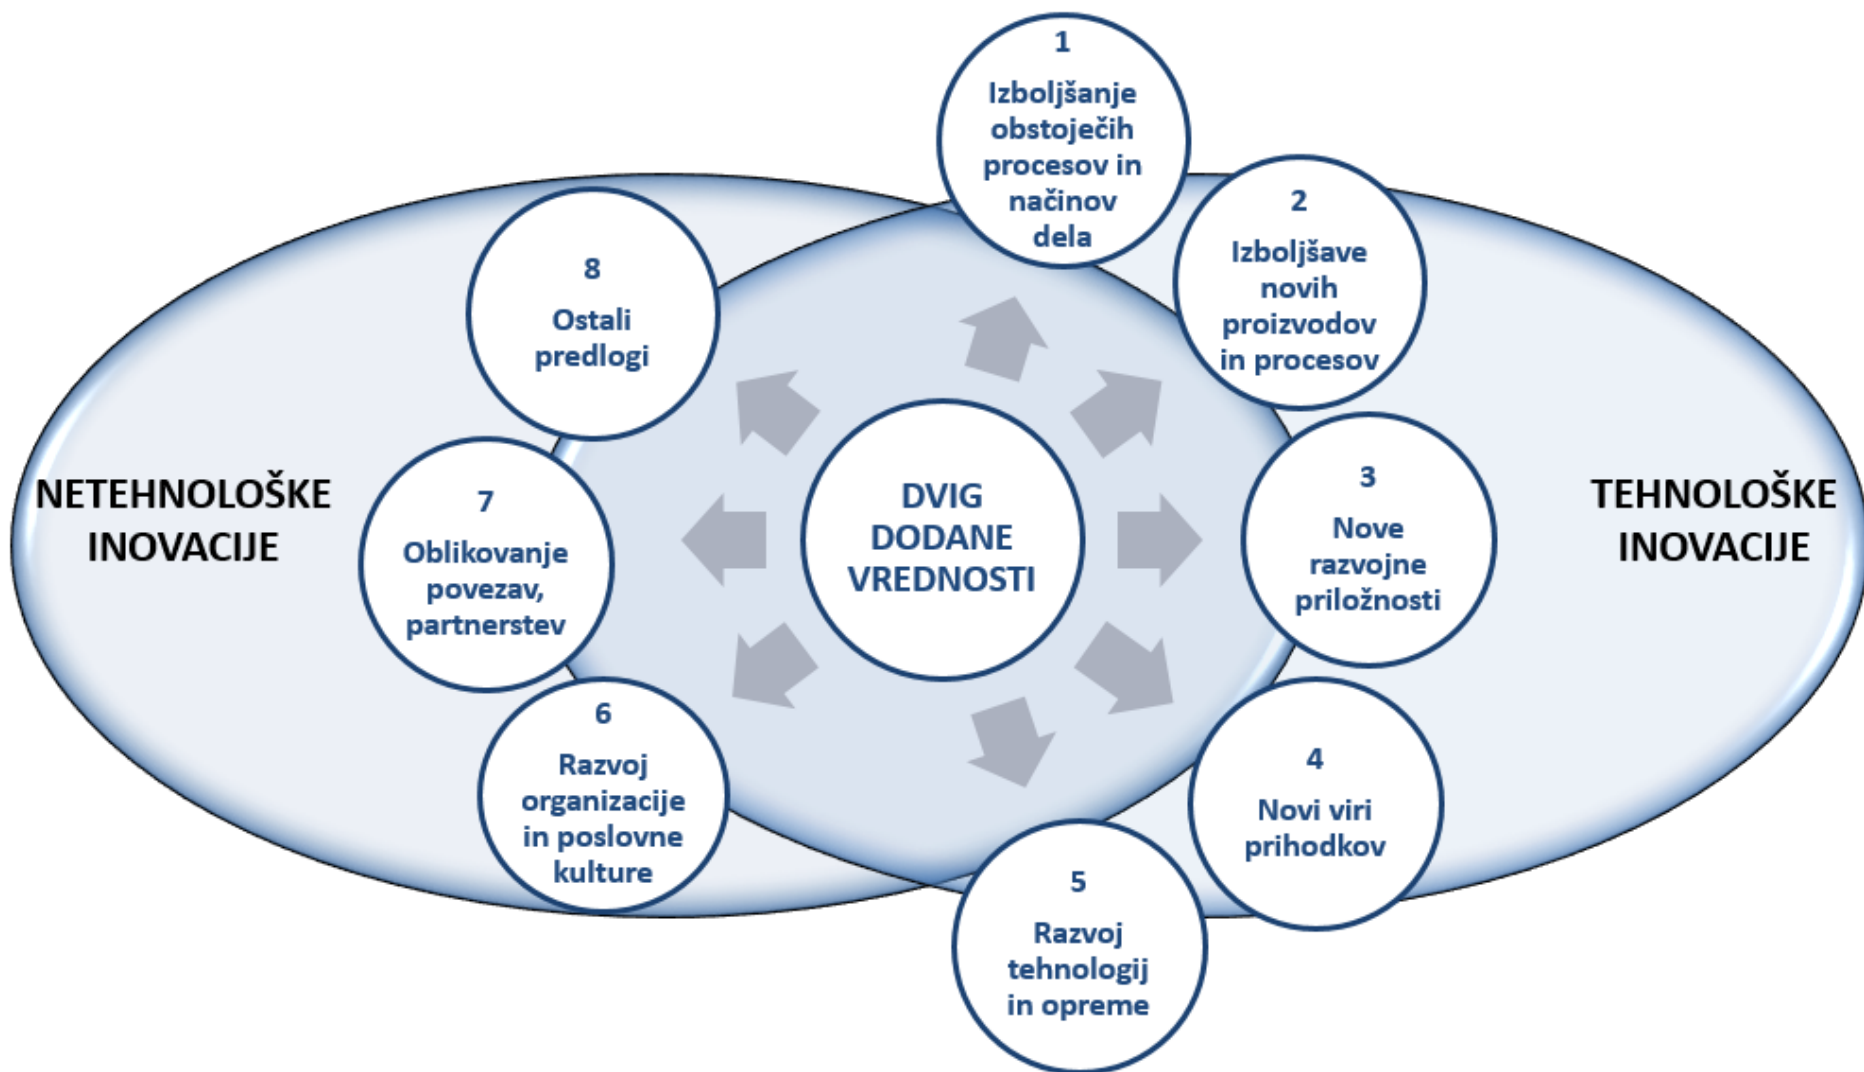 1
Izboljšanje
obstoječih
procesov in
načinov
dela
2
Izboljšave
novih
proizvodov
in procesov
3
Nove
razvojne
priložnosti
4
Novi viri
prihodkov
5
Razvoj
tehnologij
in opreme
6
Razvoj
organizacije
in poslovne
kulture
7
Oblikovanje
povezav,
partnerstev
8
Ostali
predlogi
DVIG
DODANE
VREDNOSTI
NETEHNOLOŠKE
INOVACIJE
TEHNOLOŠKE
INOVACIJE